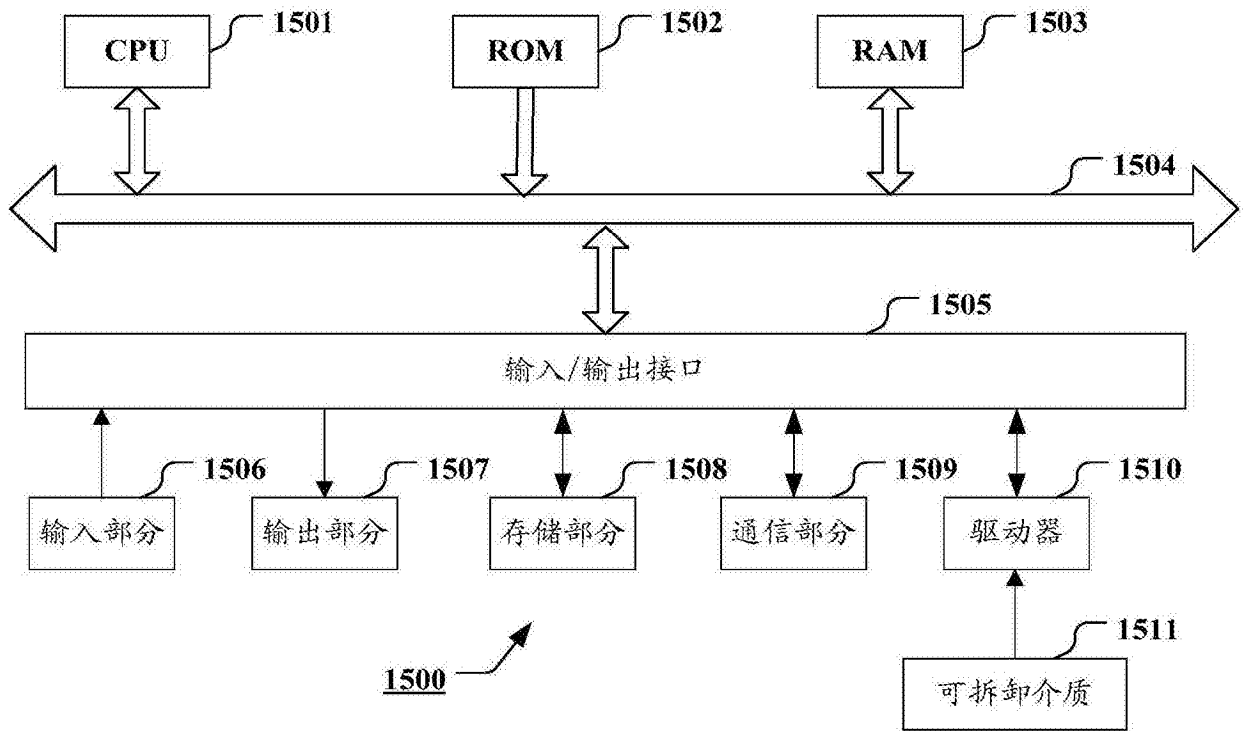 CPU 1501
ROM 1502
RAM 1503
1504
1505
输入/输出接口
1506
1507
1508
1509
1510
输入部分
输出部分
存储部分
通信部分
驱动器
1500
1511
可拆卸介质